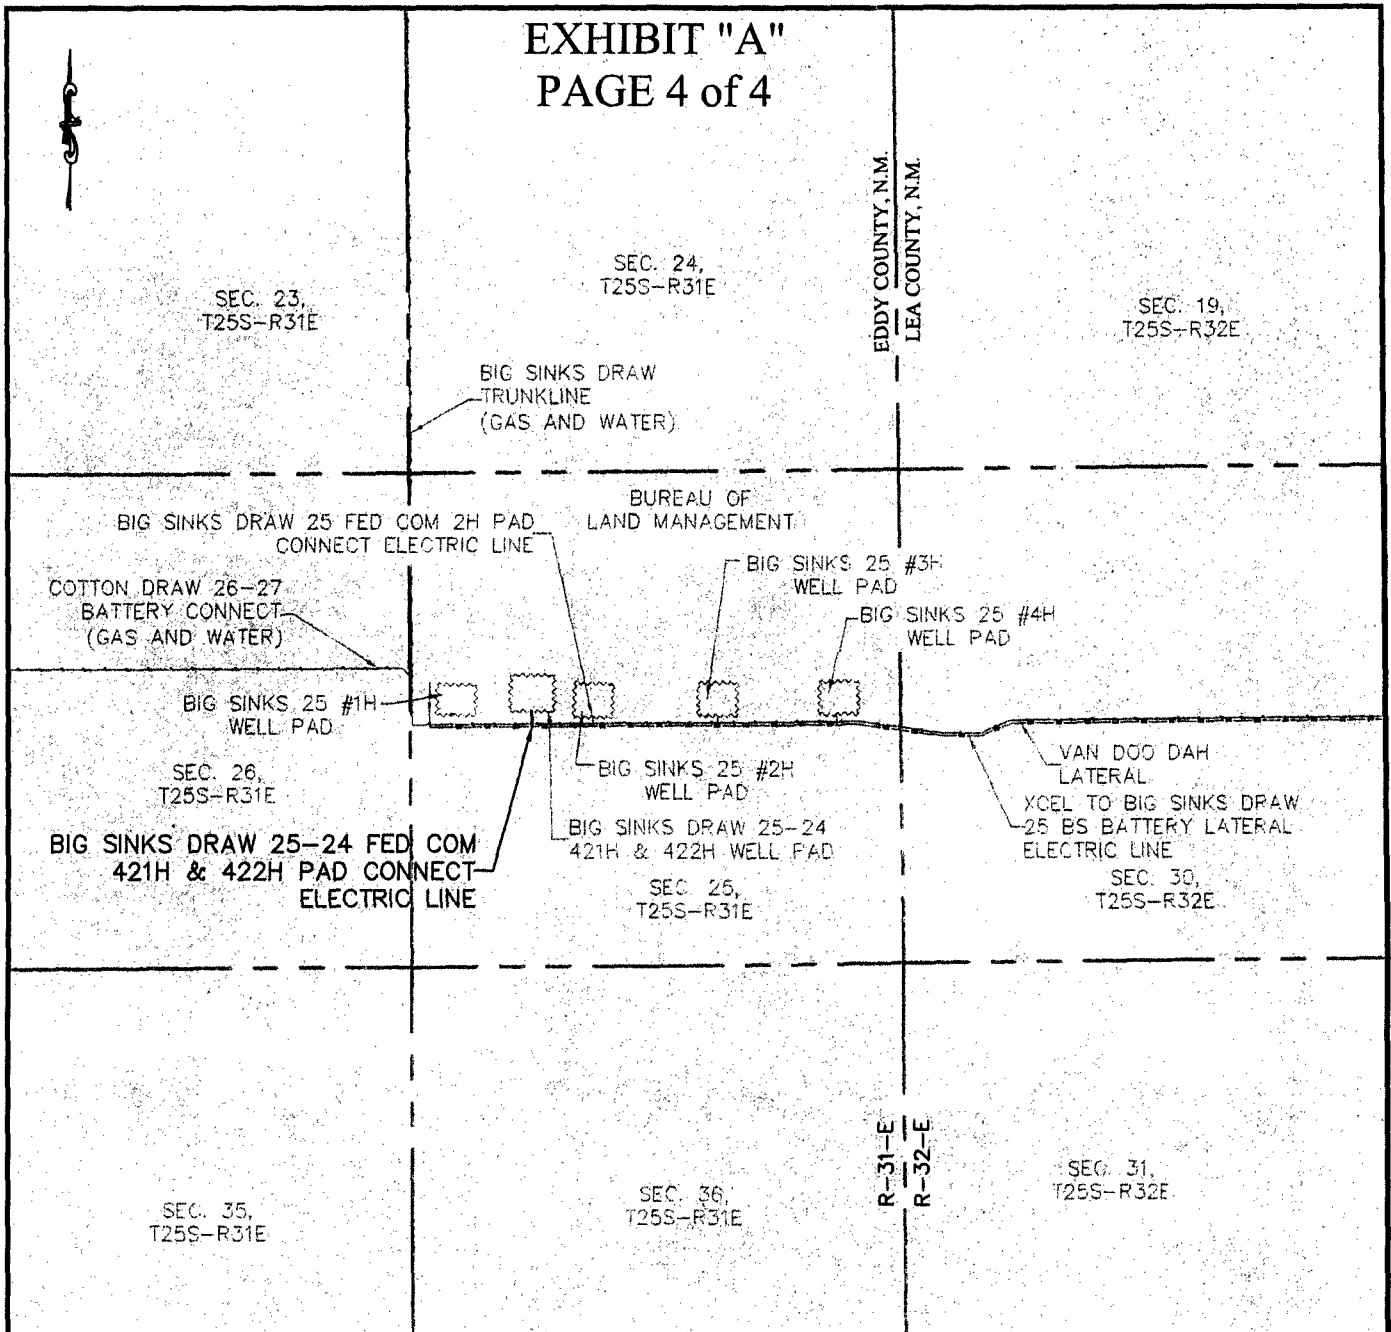 EXHIBIT "A"
PAGE 4 of 4
EDDY COUNTY, N.M.
LEA COUNTY, N.M.
SEC. 23,
T25S-R31E
SEC. 24,
T25S-R31E
SEC. 19,
T25S-R32E
BIG SINKS DRAW
TRUNKLINE
(GAS AND WATER)
BUREAU OF
LAND MANAGEMENT
BIG SINKS DRAW 25 FED COM 2H PAD
CONNECT ELECTRIC LINE
BIG SINKS 25 #3H
WELL PAD
COTTON DRAW 26-27
BATTERY CONNECT
(GAS AND WATER)
BIG SINKS 25 #4H
WELL PAD
BIG SINKS 25 #1H
WELL PAD
SEC. 26,
T25S-R31E
BIG SINKS 25 #2H
WELL PAD
VAN DOO DAH
LATERAL
XCEL TO BIG SINKS DRAW
25 BS BATTERY LATERAL
ELECTRIC LINE
BIG SINKS DRAW 25-24 FED COM
421H & 422H PAD CONNECT
ELECTRIC LINE
BIG SINKS DRAW 25-24
421H & 422H WELL PAD
SEC. 25,
T25S-R31E
SEC. 30,
T25S-R32E
R-31-E
R-32-E
SEC. 35,
T25S-R31E
SEC. 36,
T25S-R31E
SEC. 31,
T25S-R32E